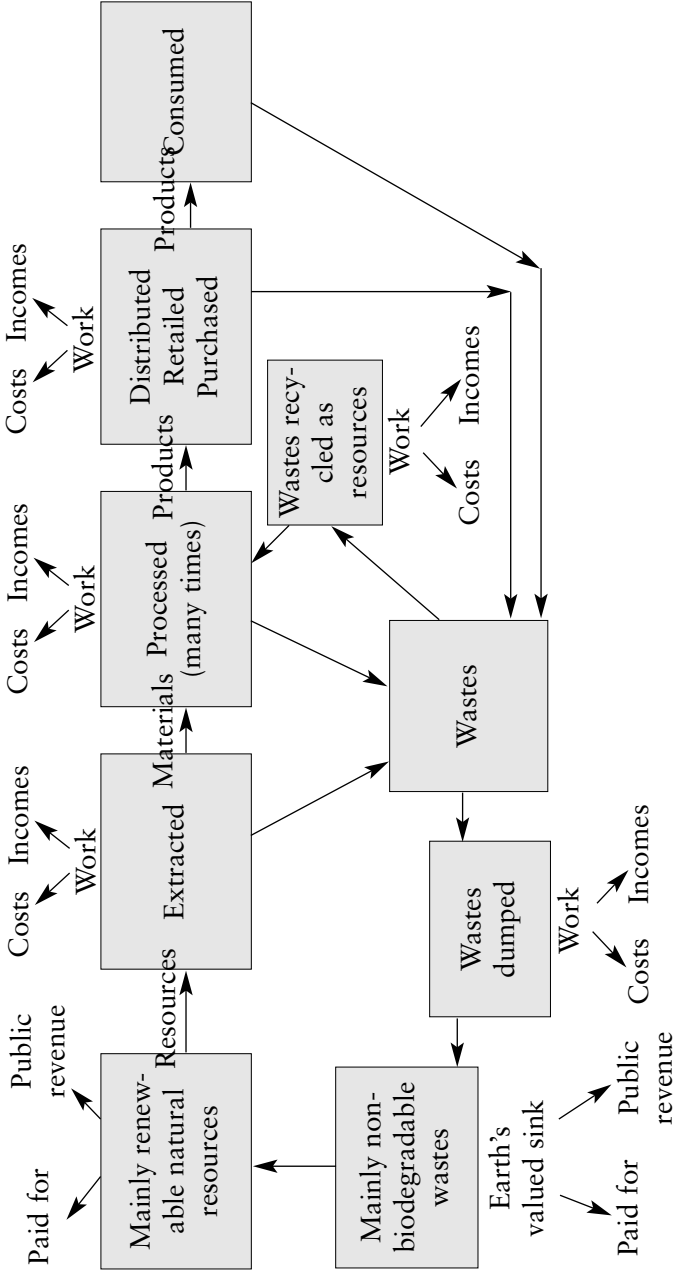 Paid for
Public
revenue
Mainly renew-
able natural
resources
Resources
Costs
Incomes
Work
Extracted
Materials
Costs
Incomes
Work
Processed
(many times)
Products
Costs
Incomes
Work
Distributed
Retailed
Purchased
Products
Consumed
Wastes recy-
cled as
resources
Work
Costs
Incomes
Wastes
Wastes
dumped
Work
Costs
Incomes
Mainly non-
biodegradable
wastes
Earth's
valued sink
Paid for
Public
revenue